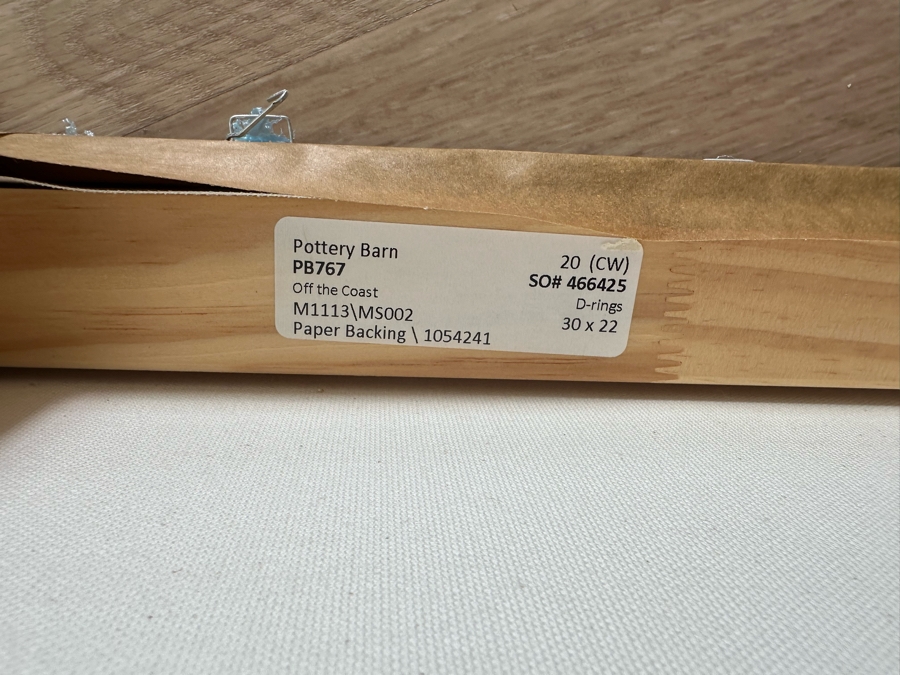 Pottery Barn
PB767
Off the Coast
M1113\MS002
Paper Backing \ 1054241
20 (CW)
SO# 466425
D-rings
30 x 22